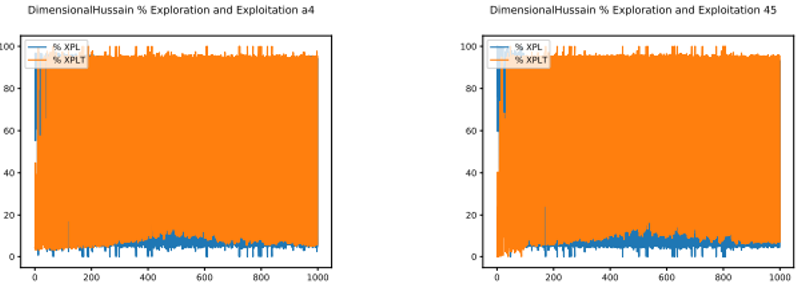 DimensionalHussain % Exploration and Exploitation a4
% XPL
% XPLT
100
80
60
40
20
0
0 200 400 600 800 1000
DimensionalHussain % Exploration and Exploitation 45
% XPL
% XPLT
100
80
60
40
20
0
0 200 400 600 800 1000